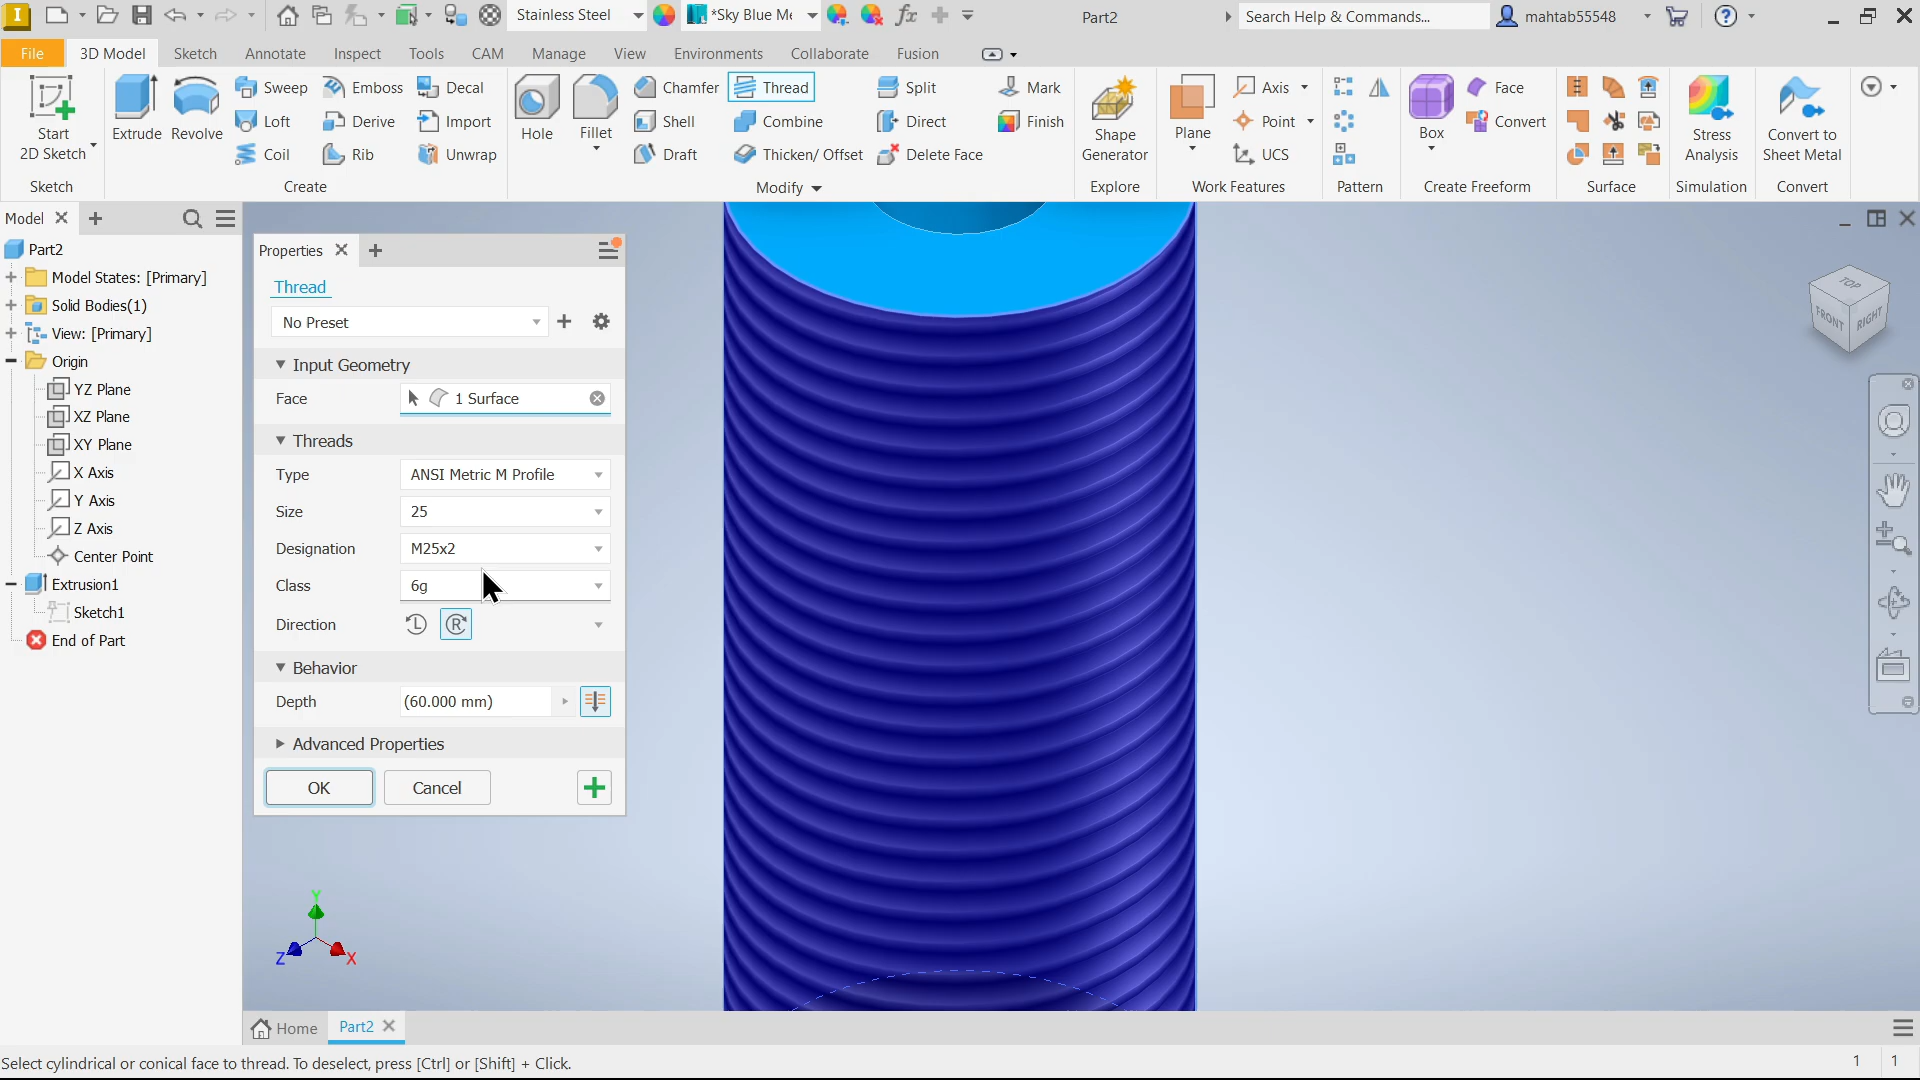 Stainless Steel
*Sky Blue Me
fx
Part2
Search Help & Commands...
mahtab55548
File
3D Model
Sketch
Annotate
Inspect
Tools
CAM
Manage
View
Environments
Collaborate
Fusion
Start
2D Sketch
Sketch
Extrude
Revolve
Sweep
Loft
Coil
Emboss
Derive
Rib
Decal
Import
Unwrap
Create
Hole
Fillet
Chamfer
Shell
Draft
Thread
Combine
Thicken/ Offset
Split
Direct
Delete Face
Mark
Finish
Modify
Shape
Generator
Explore
Plane
Axis
Point
UCS
Work Features
Pattern
Box
Face
Convert
Create Freeform
Surface
Stress
Analysis
Simulation
Convert to
Sheet Metal
Convert
Model
Part2
Model States: [Primary]
Solid Bodies(1)
View: [Primary]
Origin
YZ Plane
XZ Plane
XY Plane
X Axis
Y Axis
Z Axis
Center Point
Extrusion1
Sketch1
End of Part
Properties
Thread
No Preset
Input Geometry
Face
1 Surface
Threads
Type
ANSI Metric M Profile
Size
25
Designation
M25x2
Class
6g
Direction
L
R
Behavior
Depth
(60.000 mm)
Advanced Properties
OK
Cancel
TOP
FRONT
RIGHT
Y
Z
X
Home
Part2
Select cylindrical or conical face to thread. To deselect, press [Ctrl] or [Shift] + Click.
1
1